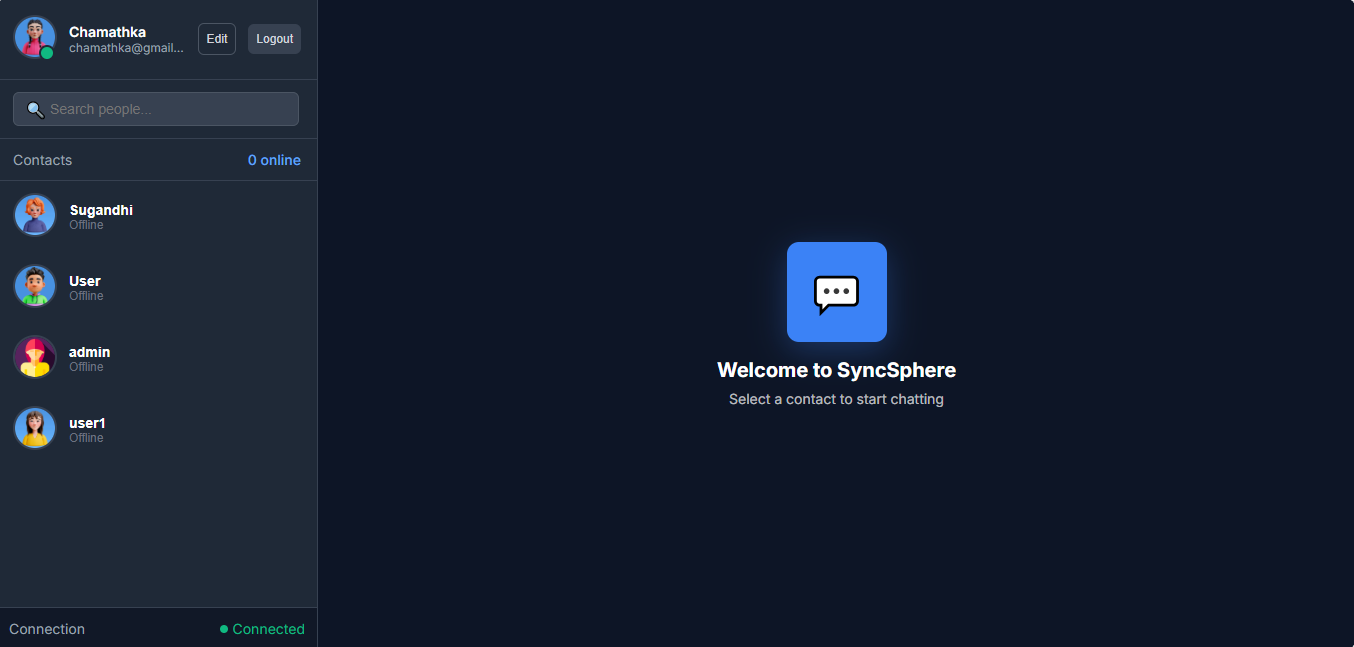 Chamathka
chamathka@gmail...
Edit
Logout
Search people...
Contacts
0 online
Sugandhi
Offline
User
Offline
admin
Offline
user1
Offline
Welcome to SyncSphere
Select a contact to start chatting
Connection
Connected